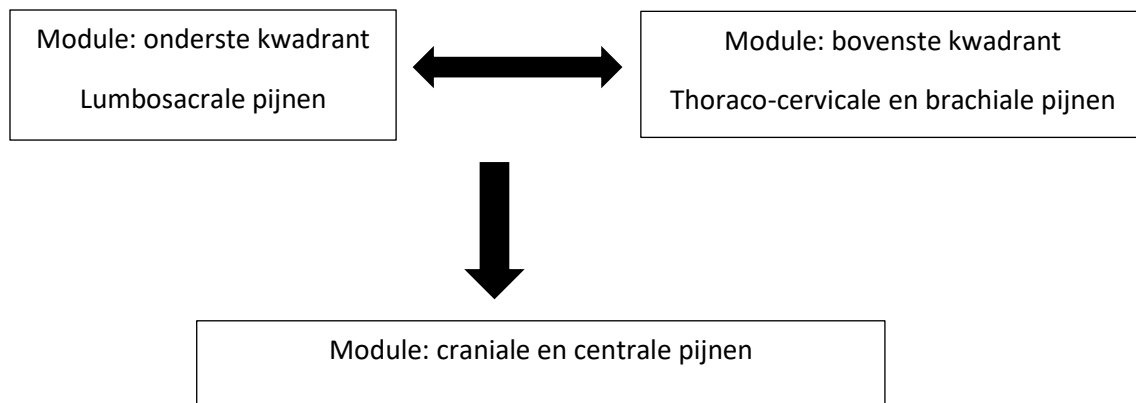 Module: onderste kwadrant
Lumbosacrale pijnen
Module: bovenste kwadrant
Thoraco-cervicale en brachiale pijnen
Module: craniale en centrale pijnen